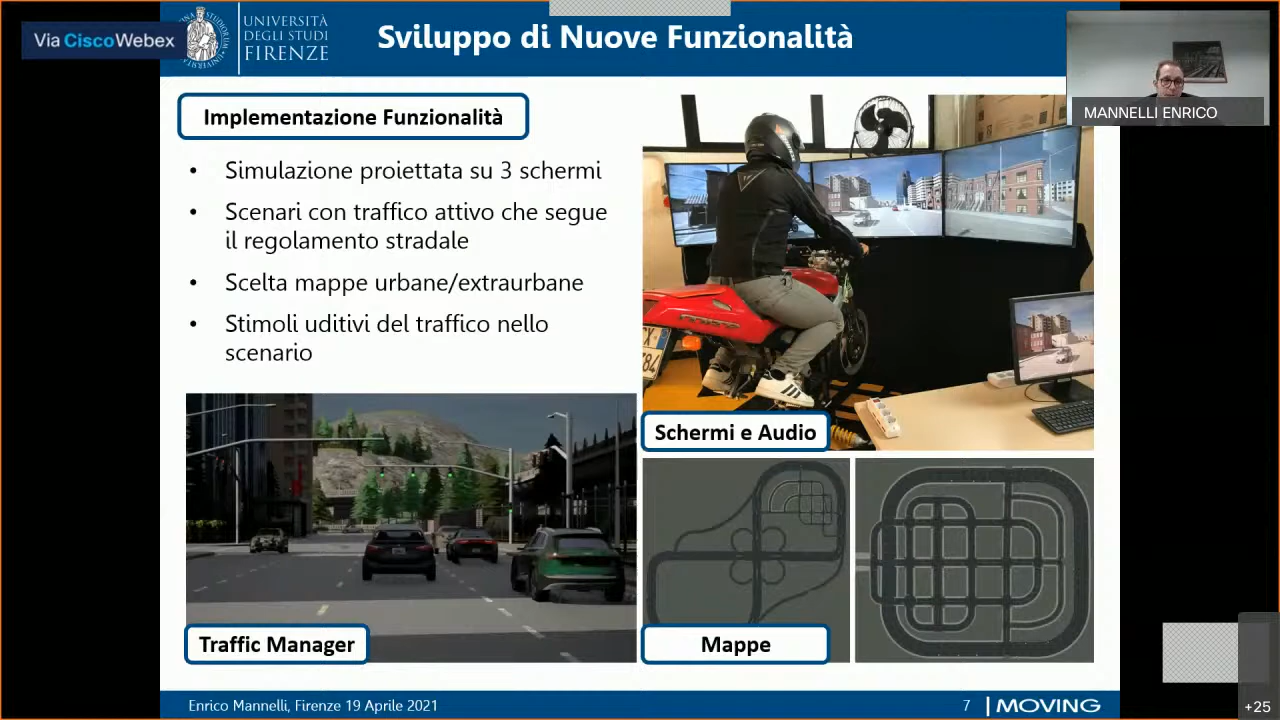 Via Cisco Webex
UNIVERSITÀ
DEGLI STUDI
FIRENZE
Sviluppo di Nuove Funzionalità
MANNELLI ENRICO
Implementazione Funzionalità
• Simulazione proiettata su 3 schermi
• Scenari con traffico attivo che segue
il regolamento stradale
• Scelta mappe urbane/extraurbane
• Stimoli uditivi del traffico nello
scenario
Schermi e Audio
Traffic Manager
Mappe
Enrico Mannelli, Firenze 19 Aprile 2021
7
MOVING
+25